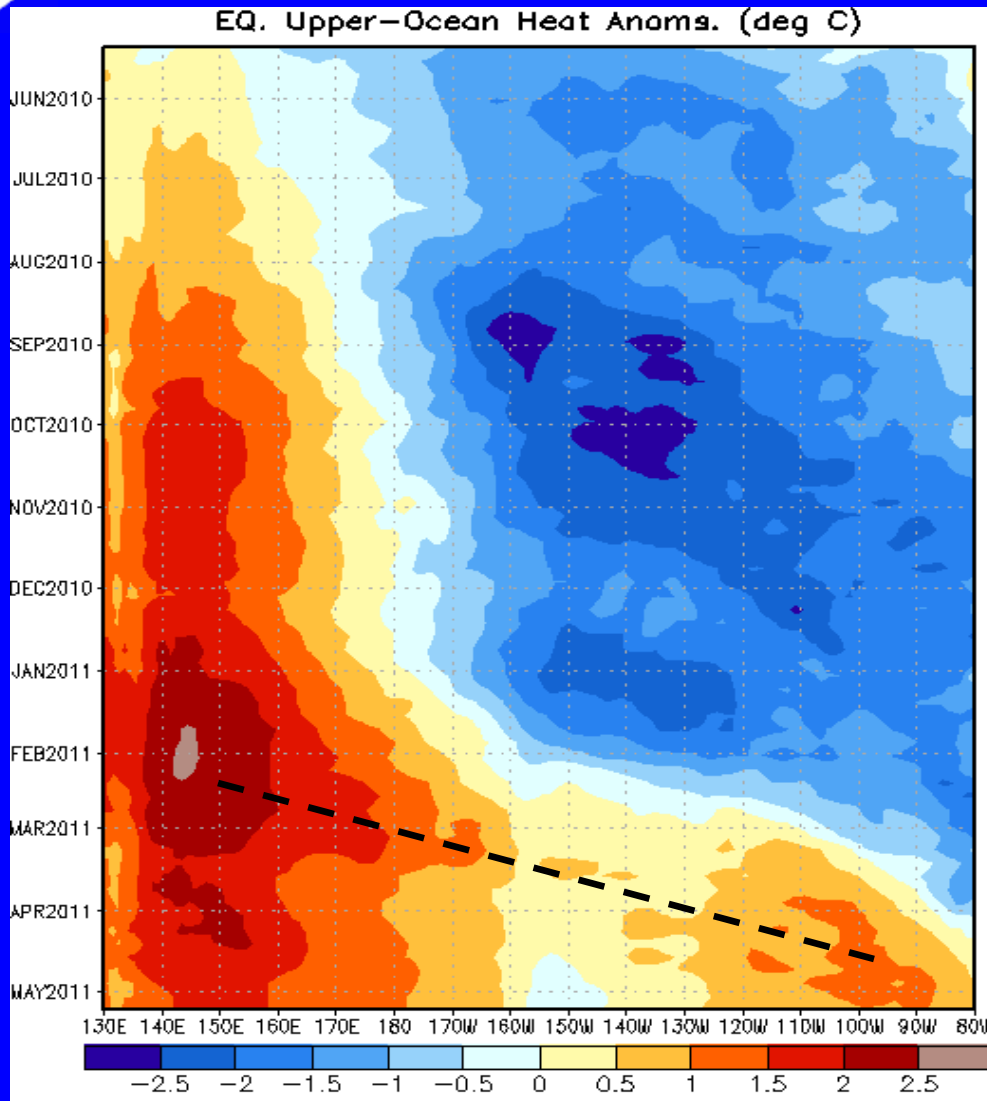 EQ. Upper-Ocean Heat Anoms. (deg C)
JUN2010
JUL2010
AUG2010
SEP2010
OCT2010
NOV2010
DEC2010
JAN2011
FEB2011
MAR2011
APR2011
MAY2011
130E 140E 150E 160E 170E 180 170W 160W 150W 140W 130W 120W 110W 100W 90W 80W
-2.5 -2 -1.5 -1 -0.5 0 0.5 1 1.5 2 2.5